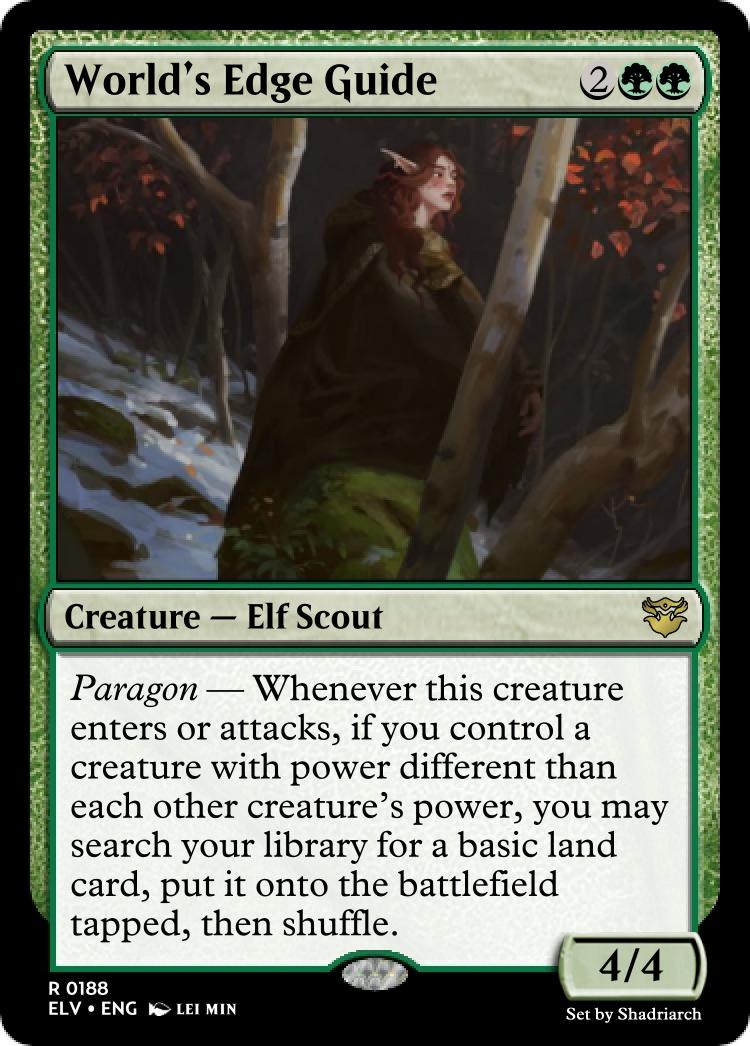 World's Edge Guide 2
Creature — Elf Scout
Paragon — Whenever this creature
enters or attacks, if you control a
creature with power different than
each other creature’s power, you may
search your library for a basic land
card, put it onto the battlefield
tapped, then shuffle.
4/4
R 0188
ELV • ENG LEI MIN
Set by Shadriarch